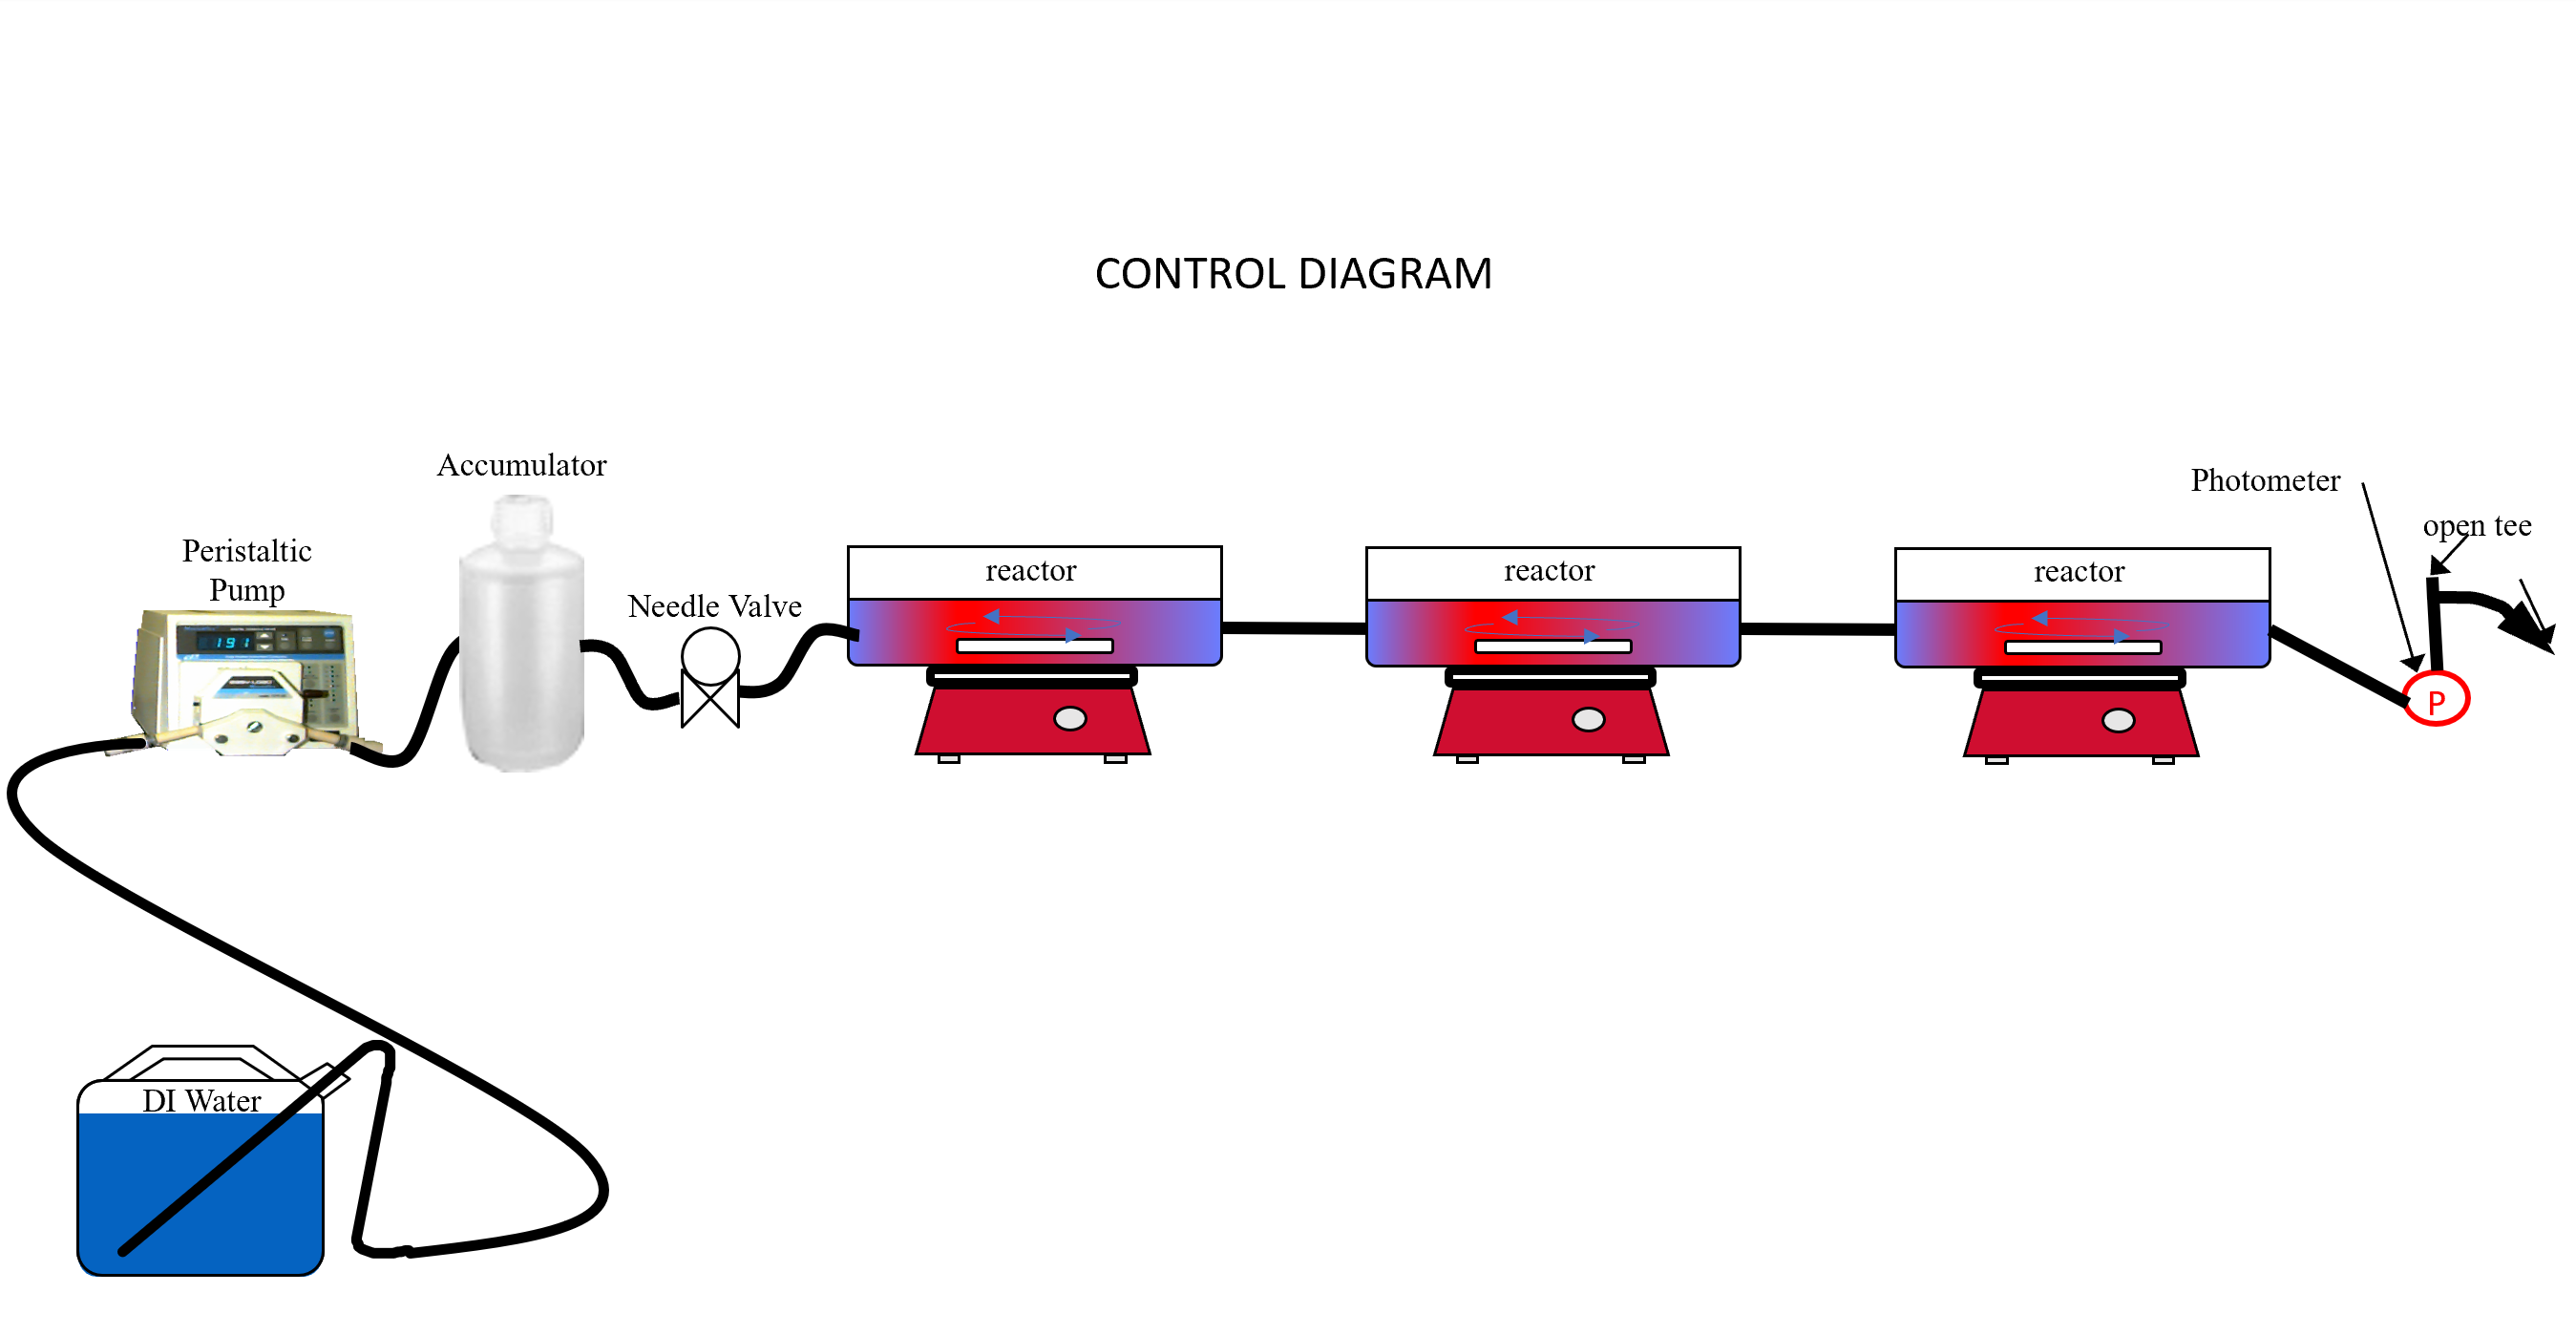 CONTROL DIAGRAM
Accumulator
Photometer
open tee
Peristaltic
Pump
Needle Valve
reactor
reactor
reactor
191
P
DI Water